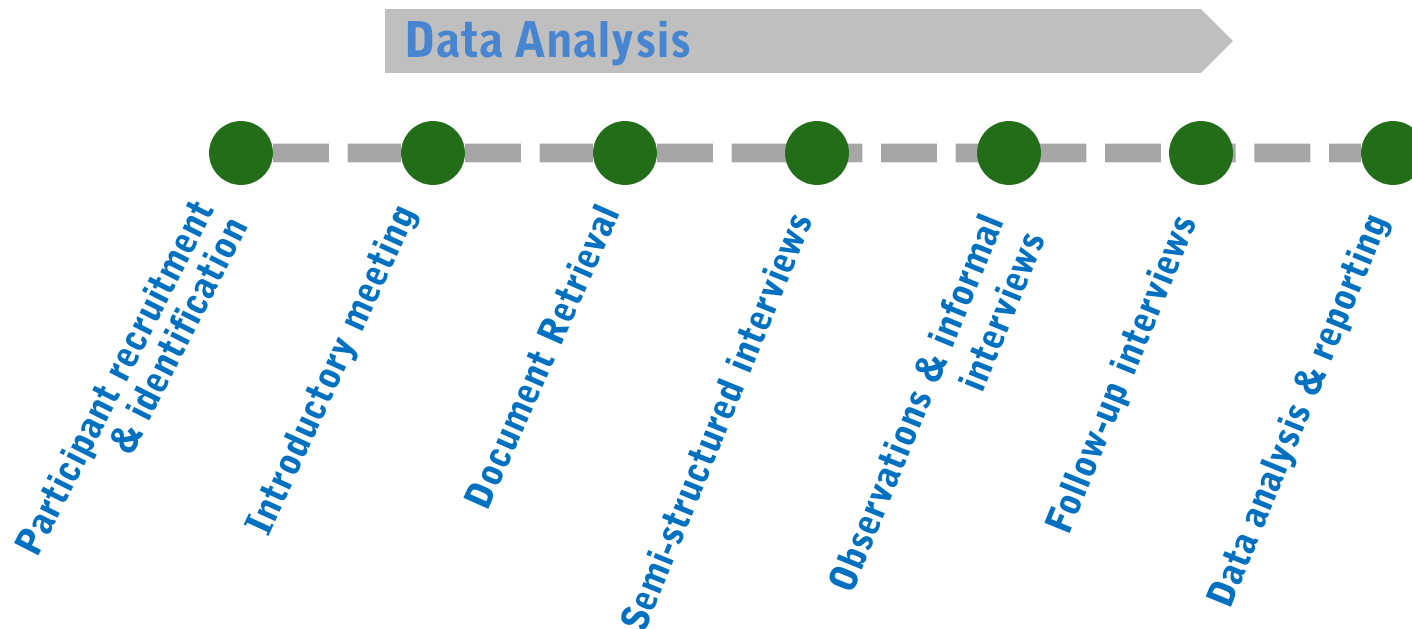 Data Analysis
Participant recruitment
& identification
Introductory meeting
Document Retrieval
Semi-structured interviews
Observations & informal
interviews
Follow-up interviews
Data analysis & reporting